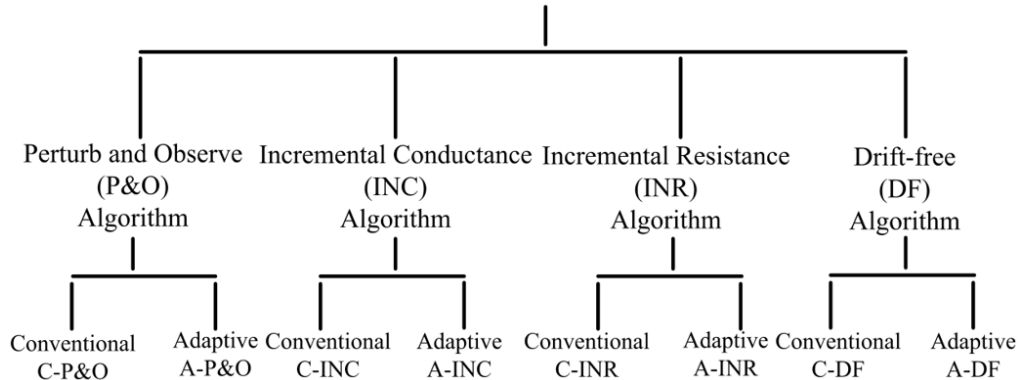 Perturb and Observe
(P&O)
Algorithm
Incremental Conductance
(INC)
Algorithm
Incremental Resistance
(INR)
Algorithm
Drift-free
(DF)
Algorithm
Conventional
C-P&O
Adaptive
A-P&O
Conventional
C-INC
Adaptive
A-INC
Conventional
C-INR
Adaptive
A-INR
Conventional
C-DF
Adaptive
A-DF